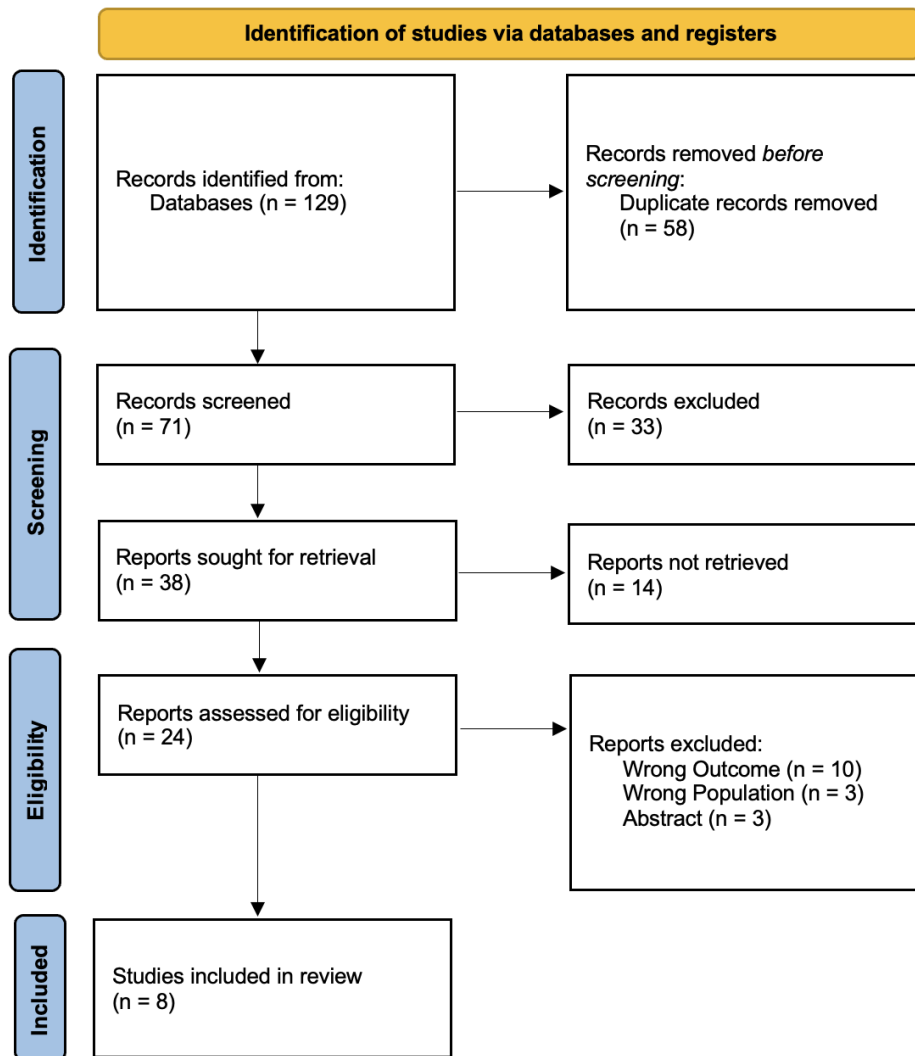 Identification of studies via databases and registers
Identification
Records identified from:
Databases (n = 129)
Records removed before
screening:
Duplicate records removed
(n = 58)
Screening
Records screened
(n = 71)
Records excluded
(n = 33)
Reports sought for retrieval
(n = 38)
Reports not retrieved
(n = 14)
Eligibility
Reports assessed for eligibility
(n = 24)
Reports excluded:
Wrong Outcome (n = 10)
Wrong Population (n = 3)
Abstract (n = 3)
Included
Studies included in review
(n = 8)